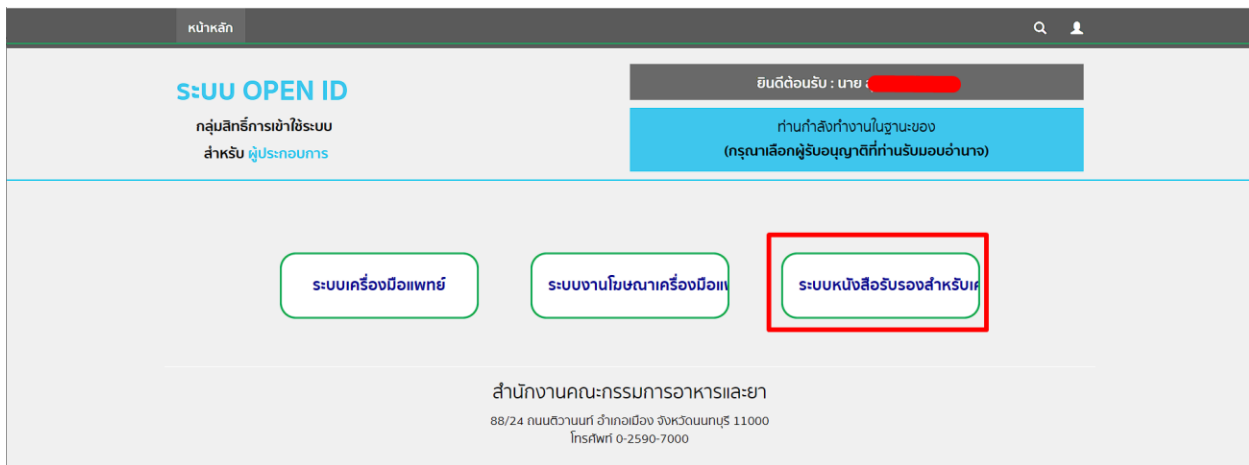 หน้าหลัก
ระบบ OPEN ID
กลุ่มสิทธิ์การเข้าใช้ระบบ
สำหรับ ผู้ประกอบการ
ยินดีต้อนรับ : นาย
ท่านกำลังทำงานในฐานะของ
(กรุณาเลือกผู้รับอนุญาติที่ท่านรับมอบอำนาจ)
ระบบเครื่องมือแพทย์
ระบบงานโฆษณาเครื่องมือแ
ระบบหนังสือรับรองสำหรับเ
สำนักงานคณะกรรมการอาหารและยา
88/24 ถนนติวานนท์ อำเภอเมือง จังหวัดนนทบุรี 11000
โทรศัพท์ 0-2590-7000